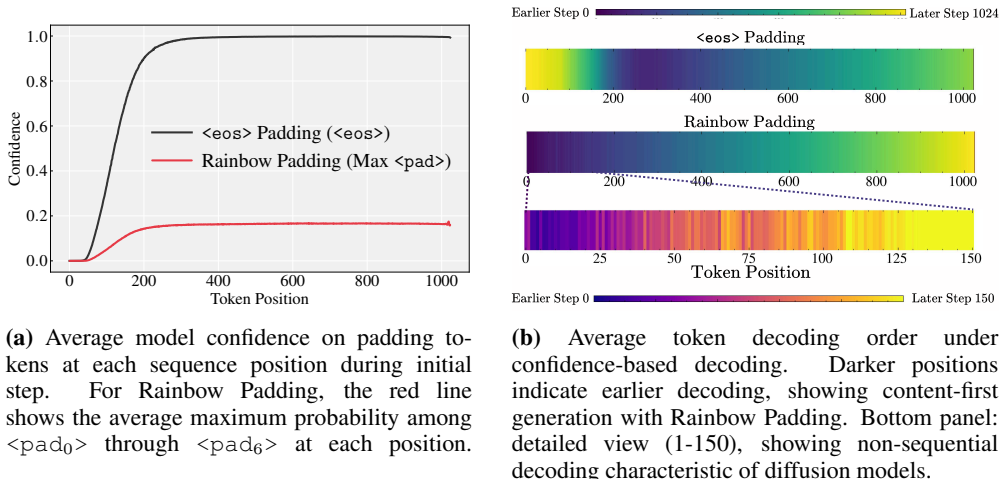 1.0
0.8
0.6
0.4
0.2
0.0
Confidence
<eos> Padding (<eos>)
Rainbow Padding (Max <pad>)
0 200 400 600 800 1000
Token Position
(a) Average model confidence on padding to-
kens at each sequence position during initial
step. For Rainbow Padding, the red line
shows the average maximum probability among
<pad₀> through <pad₆> at each position.
Earlier Step 0 Later Step 1024
<eos> Padding
0 200 400 600 800 1000
Rainbow Padding
0 200 400 600 800 1000
0 25 50 75 100 125 150
Token Position
Earlier Step 0 Later Step 150
(b) Average token decoding order under
confidence-based decoding. Darker positions
indicate earlier decoding, showing content-first
generation with Rainbow Padding. Bottom panel:
detailed view (1-150), showing non-sequential
decoding characteristic of diffusion models.